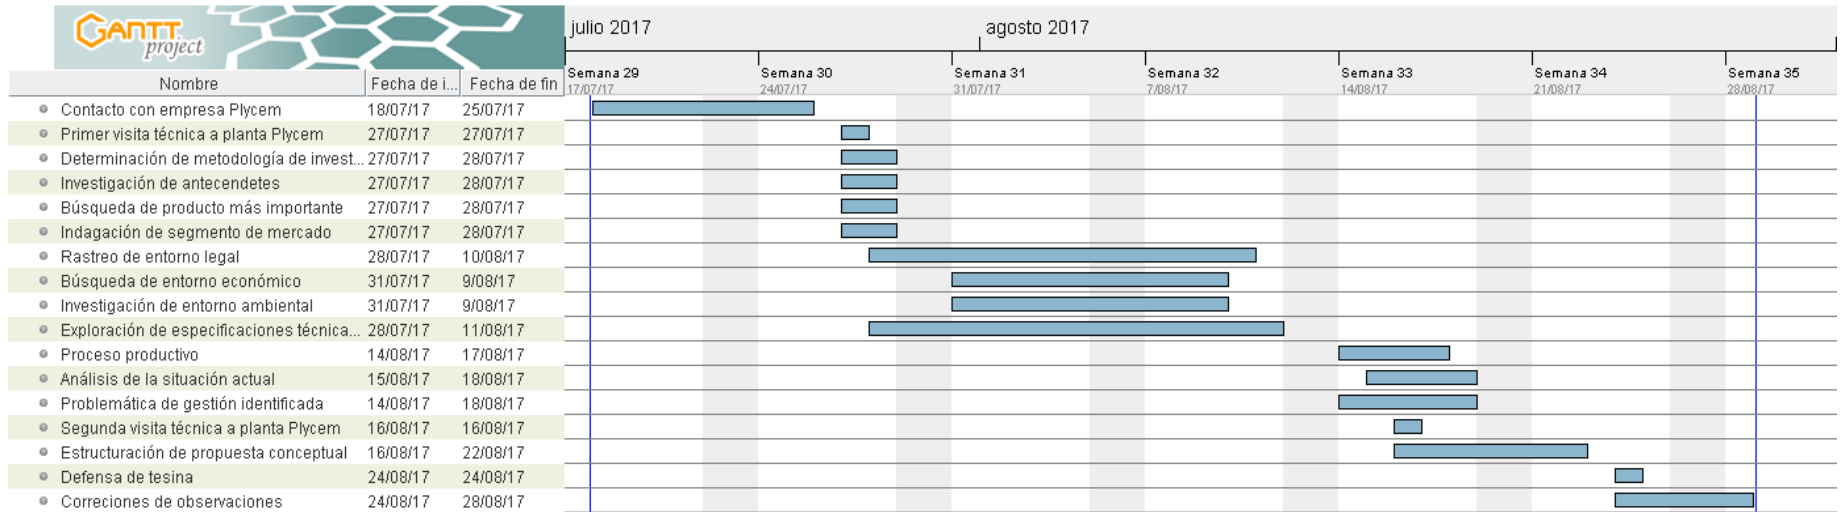 GANTT
project
julio 2017 agosto 2017
Nombre Fecha de i... Fecha de fin
Semana 29 Semana 30 Semana 31 Semana 32 Semana 33 Semana 34 Semana 35
17/07/17 24/07/17 31/07/17 7/08/17 14/08/17 21/08/17 28/08/17
Contacto con empresa Plycem 18/07/17 25/07/17
Primer visita técnica a planta Plycem 27/07/17 27/07/17
Determinación de metodología de invest... 27/07/17 28/07/17
Investigación de antecendetes 27/07/17 28/07/17
Búsqueda de producto más importante 27/07/17 28/07/17
Indagación de segmento de mercado 27/07/17 28/07/17
Rastreo de entorno legal 28/07/17 10/08/17
Búsqueda de entorno económico 31/07/17 9/08/17
Investigación de entorno ambiental 31/07/17 9/08/17
Exploración de especificaciones técnica... 28/07/17 11/08/17
Proceso productivo 14/08/17 17/08/17
Análisis de la situación actual 15/08/17 18/08/17
Problemática de gestión identificada 14/08/17 18/08/17
Segunda visita técnica a planta Plycem 16/08/17 16/08/17
Estructuración de propuesta conceptual 16/08/17 22/08/17
Defensa de tesina 24/08/17 24/08/17
Correciones de observaciones 24/08/17 28/08/17